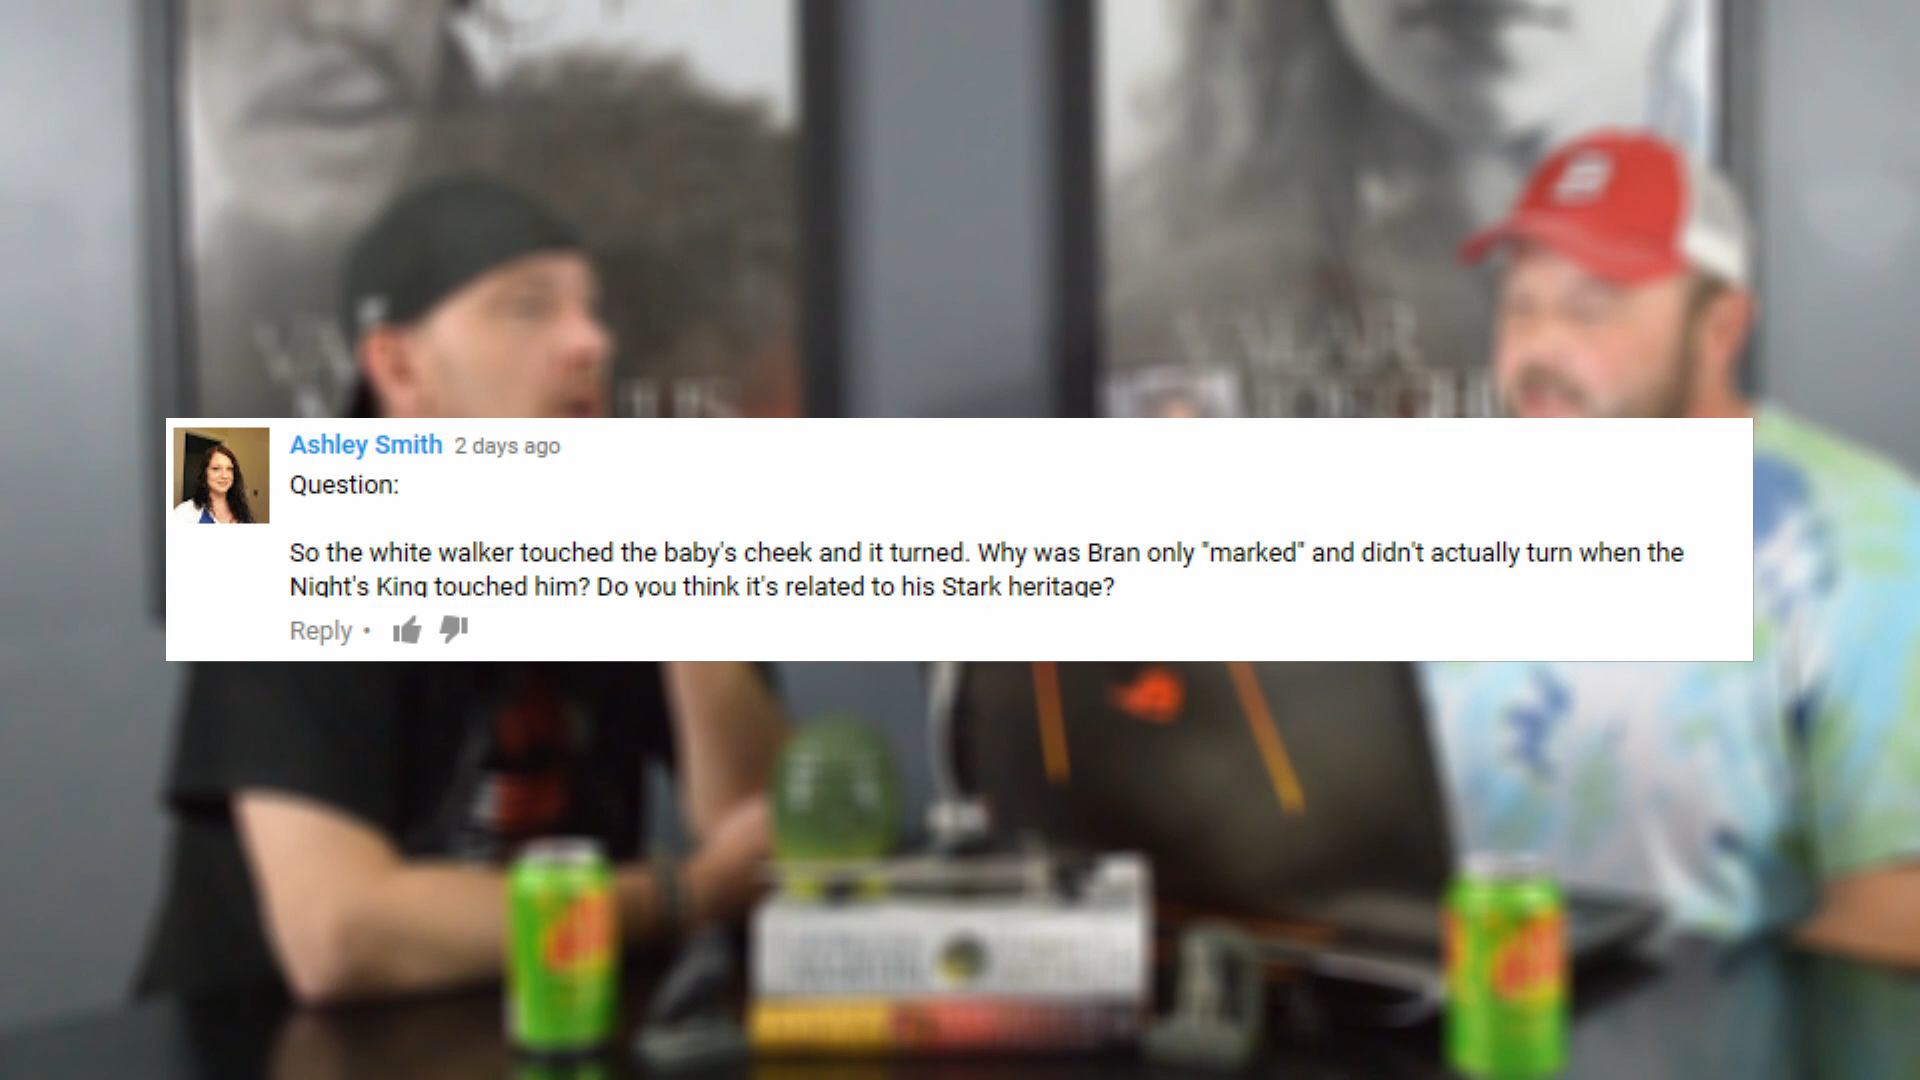 Ashley Smith 2 days ago
Question:
So the white walker touched the baby's cheek and it turned. Why was Bran only "marked" and didn't actually turn when the
Night's King touched him? Do you think it's related to his Stark heritage?
Reply •